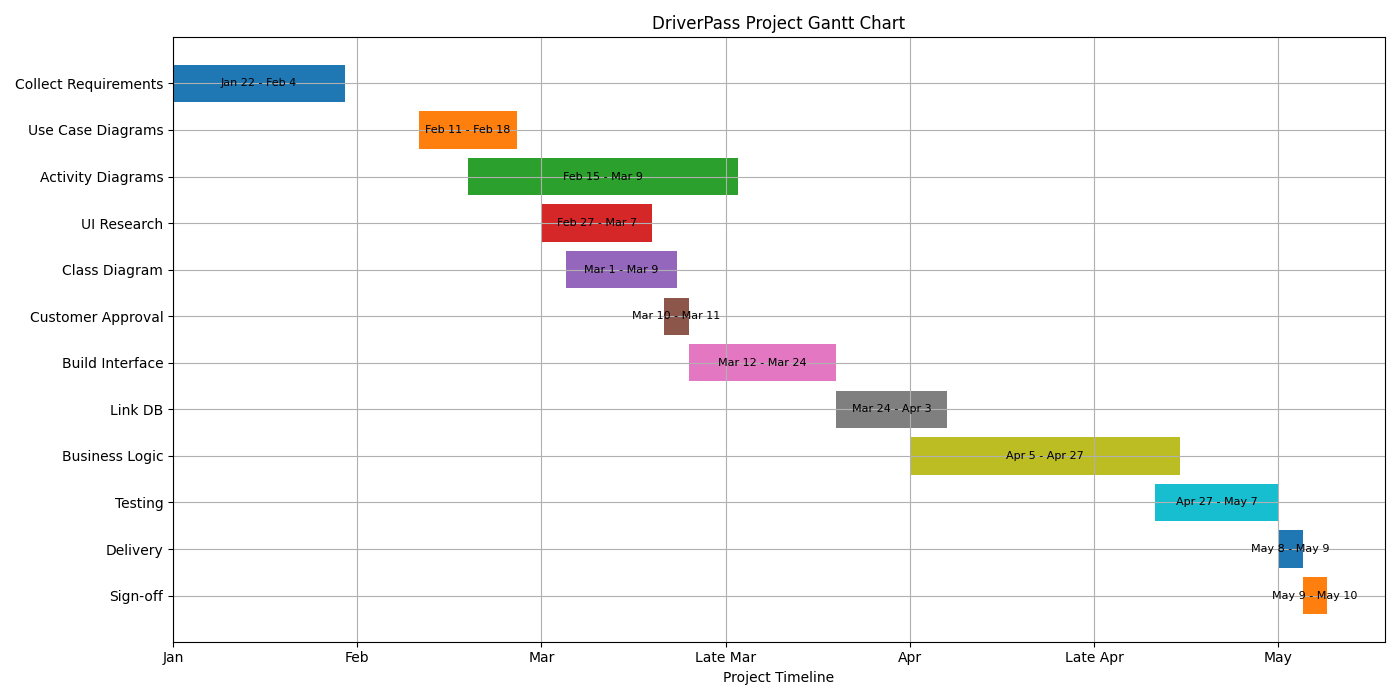 DriverPass Project Gantt Chart
Collect Requirements
Jan 22 - Feb 4
Use Case Diagrams
Feb 11 - Feb 18
Activity Diagrams
Feb 15 - Mar 9
UI Research
Feb 27 - Mar 7
Class Diagram
Mar 1 - Mar 9
Customer Approval
Mar 10 - Mar 11
Build Interface
Mar 12 - Mar 24
Link DB
Mar 24 - Apr 3
Business Logic
Apr 5 - Apr 27
Testing
Apr 27 - May 7
Delivery
May 8 - May 9
Sign-off
May 9 - May 10
Jan Feb Mar Late Mar Apr Late Apr May
Project Timeline